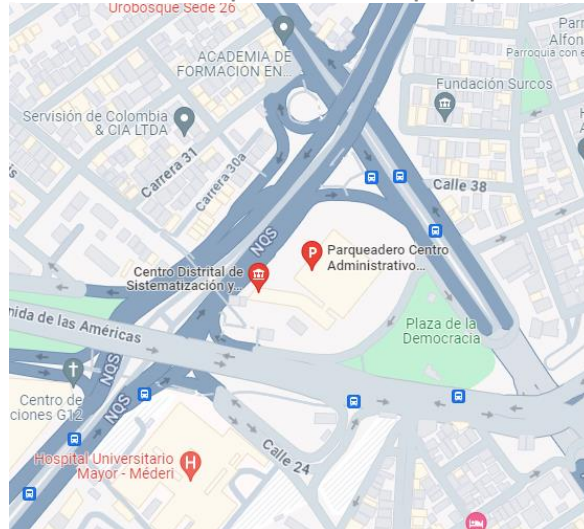 Urobosque Sede 26
ACADEMIA DE
FORMACION EN...
Parr
Alfon
Parroquia con e
Fundación Surcos
Servisión de Colombia
& CIA LTDA
Carrera 31
Carrera 30a
Calle 38
NQS
Parqueadero Centro
Administrativo...
Centro Distrital de
Sistematización y...
nida de las Américas
Plaza de la
Democracia
NQS
NQS
Centro de
ciones G12
Calle 24
Hospital Universitario
Mayor - Méderi